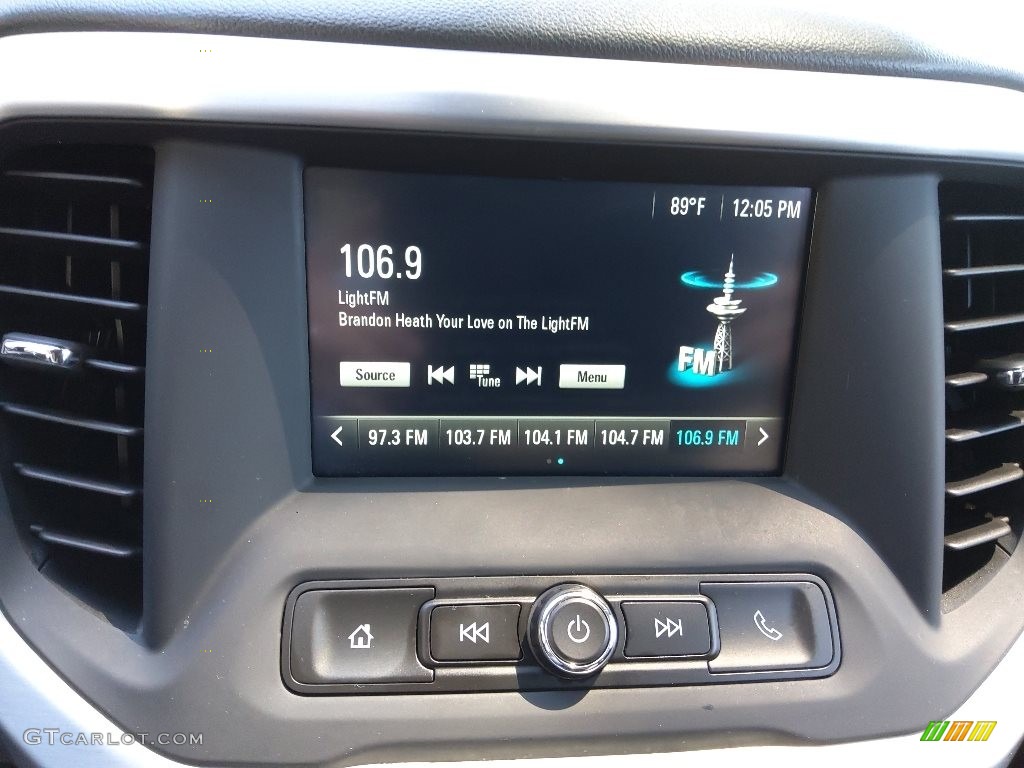 89°F 12:05 PM
106.9
LightFM
Brandon Heath Your Love on The LightFM
FM
Source Tune Menu
97.3 FM 103.7 FM 104.1 FM 104.7 FM 106.9 FM
GTCARLOT.COM